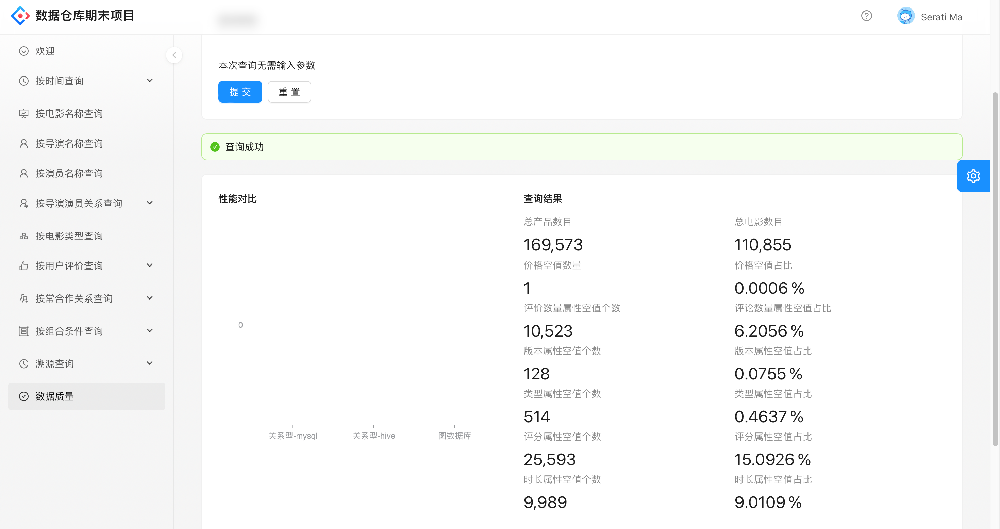 数据仓库期末项目
Serati Ma
欢迎
按时间查询
按电影名称查询
按导演名称查询
按演员名称查询
按导演演员关系查询
按电影类型查询
按用户评价查询
按常合作关系查询
按组合条件查询
溯源查询
数据质量
本次查询无需输入参数
提 交
重 置
查询成功
性能对比
0
关系型-mysql
关系型-hive
图数据库
查询结果
总产品数目
总电影数目
169,573
110,855
价格空值数量
价格空值占比
1
0.0006 %
评价数量属性空值个数
评论数量属性空值占比
10,523
6.2056 %
版本属性空值个数
版本属性空值占比
128
0.0755 %
类型属性空值个数
类型属性空值占比
514
0.4637 %
评分属性空值个数
评分属性空值占比
25,593
15.0926 %
时长属性空值个数
时长属性空值占比
9,989
9.0109 %